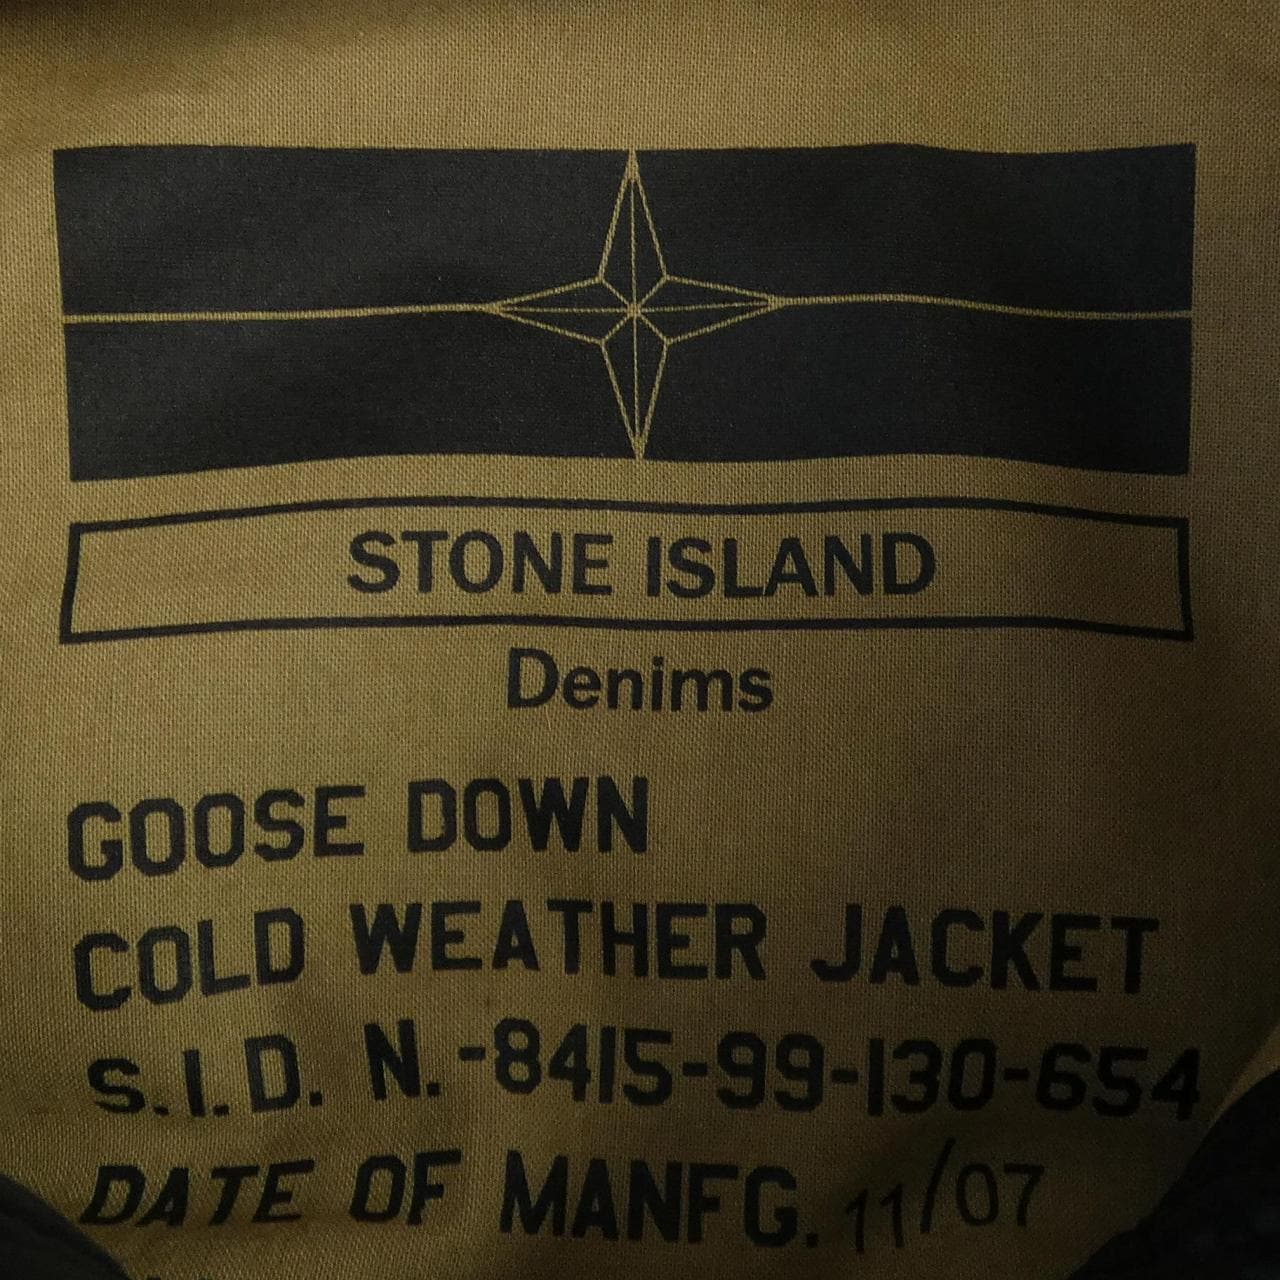 STONE ISLAND
Denims
GOOSE DOWN
COLD WEATHER JACKET
S.I.D. N.-8415-99-130-654
DATE OF MANFG. 11/07